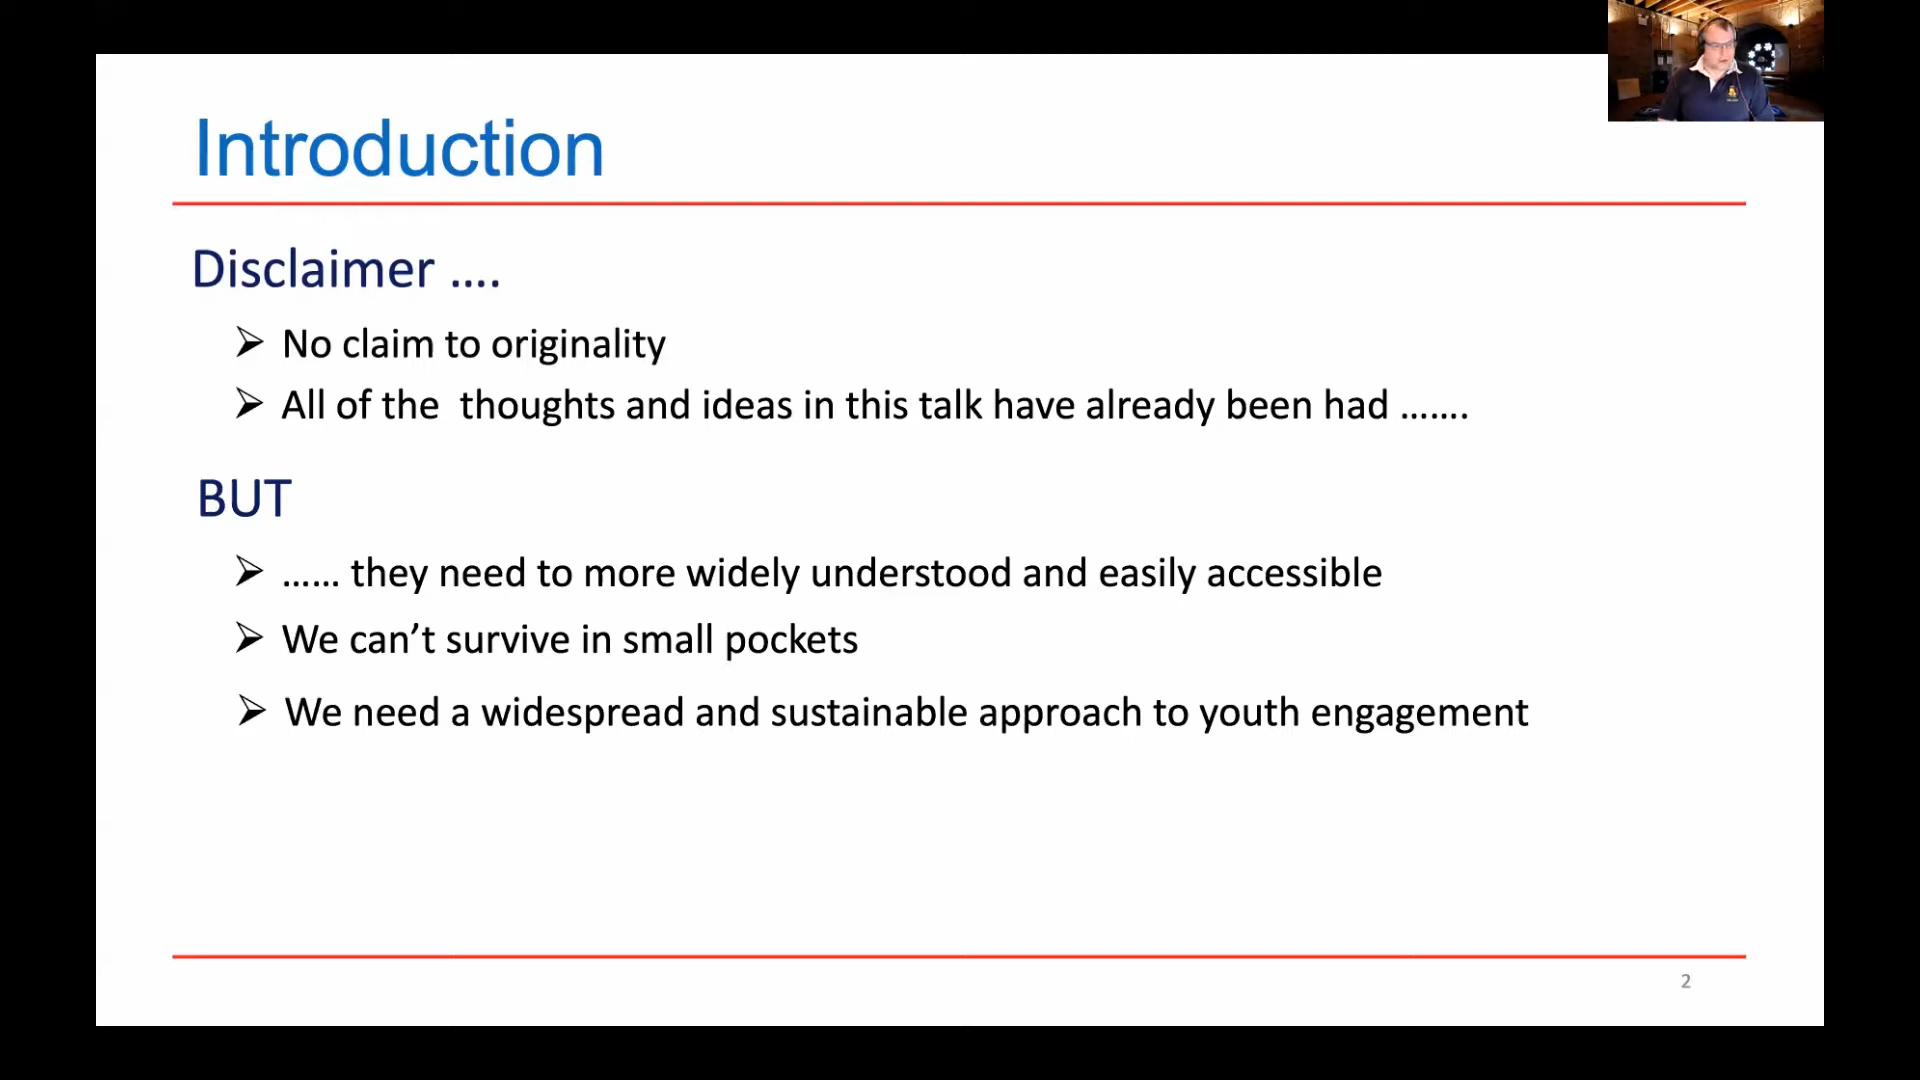 Introduction
Disclaimer ....
No claim to originality
All of the  thoughts and ideas in this talk have already been had .......
BUT
...... they need to more widely understood and easily accessible
We can’t survive in small pockets
We need a widespread and sustainable approach to youth engagement
2